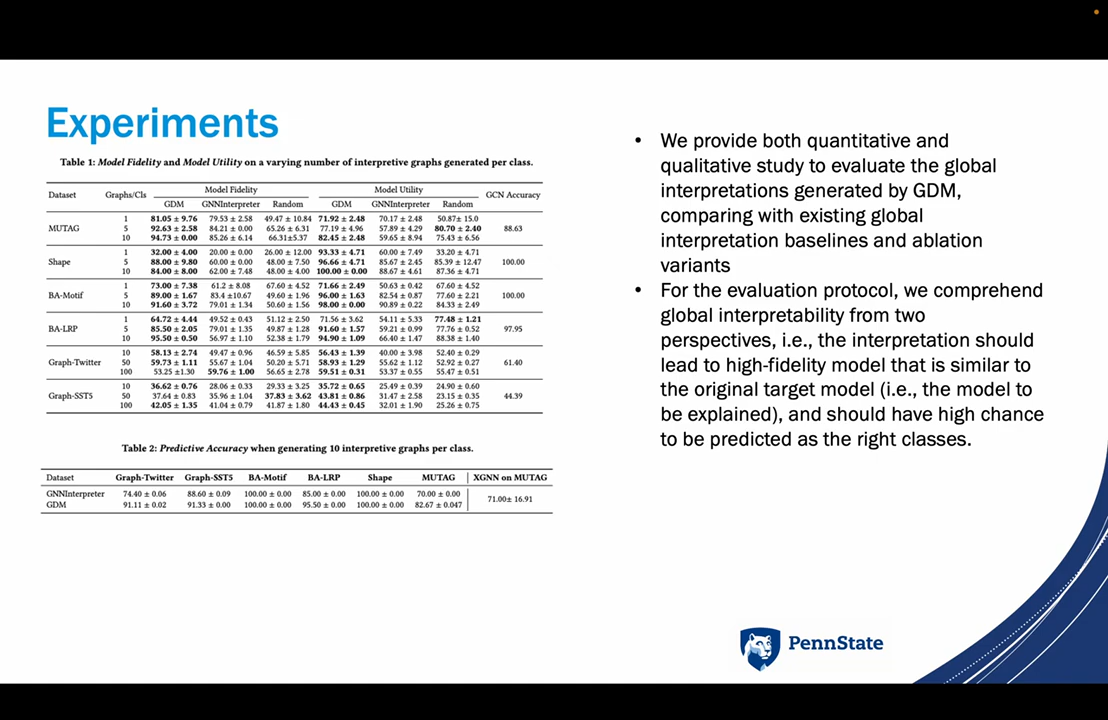 Experiments
Table 1: Model Fidelity and Model Utility on a varying number of interpretive graphs generated per class.
Dataset Graphs/Cls Model Fidelity Model Utility GCN Accuracy
GDM GNNInterpreter Random GDM GNNInterpreter Random
1 81.05 ± 9.76 79.53 ± 2.58 49.47 ± 10.84 71.92 ± 2.48 70.17 ± 2.48 50.87± 15.0
MUTAG 5 92.63 ± 2.58 84.21 ± 0.00 65.26 ± 6.31 77.19 ± 4.96 57.89 ± 4.29 80.70 ± 2.40 88.63
10 94.73 ± 0.00 85.26 ± 6.14 66.31±5.37 82.45 ± 2.48 59.65 ± 8.94 75.43 ± 6.56
1 32.00 ± 4.00 20.00 ± 0.00 26.00 ± 12.00 93.33 ± 4.71 60.00 ± 7.49 33.20 ± 4.71
Shape 5 88.00 ± 9.80 60.00 ± 0.00 48.00 ± 7.50 96.66 ± 4.71 85.67 ± 2.45 85.39 ± 12.47 100.00
10 84.00 ± 8.00 62.00 ± 7.48 48.00 ± 4.00 100.00 ± 0.00 88.67 ± 4.61 87.36 ± 4.71
1 73.00 ± 7.38 61.2 ± 8.08 67.60 ± 4.52 71.66 ± 2.49 50.63 ± 0.42 67.60 ± 4.52
BA-Motif 5 89.00 ± 1.67 83.4 ±10.67 49.60 ± 1.96 96.00 ± 1.63 82.54 ± 0.87 77.60 ± 2.21 100.00
10 91.60 ± 3.72 79.01 ± 1.34 50.60 ± 1.56 98.00 ± 0.00 90.89 ± 0.22 84.33 ± 2.49
1 64.72 ± 4.44 49.52 ± 0.43 51.12 ± 2.50 71.56 ± 3.62 54.11 ± 5.33 77.48 ± 1.21
BA-LRP 5 85.50 ± 2.05 79.01 ± 1.35 49.87 ± 1.28 91.60 ± 1.57 59.21 ± 0.99 77.76 ± 0.52 97.95
10 95.50 ± 0.50 56.97 ± 1.10 52.38 ± 1.79 94.90 ± 1.09 66.40 ± 1.47 88.38 ± 1.40
10 58.13 ± 2.74 49.47 ± 0.96 46.59 ± 5.85 56.43 ± 1.39 40.00 ± 3.98 52.40 ± 0.29
Graph-Twitter 50 59.73 ± 1.11 55.67 ± 1.04 50.20 ± 5.71 58.93 ± 1.29 55.62 ± 1.12 52.92 ± 0.27 61.40
100 53.25 ±1.30 59.76 ± 1.00 56.65 ± 2.78 59.51 ± 0.31 53.37 ± 0.55 55.47 ± 0.51
10 36.62 ± 0.76 28.06 ± 0.33 29.33 ± 3.25 35.72 ± 0.65 25.49 ± 0.39 24.90 ± 0.60
Graph-SST5 50 37.64 ± 0.83 35.96 ± 1.04 37.83 ± 3.62 43.81 ± 0.86 31.47 ± 2.58 23.15 ± 0.35 44.39
100 42.05 ± 1.35 41.04 ± 0.79 41.87 ± 1.80 44.43 ± 0.45 32.01 ± 1.90 25.26 ± 0.75
Table 2: Predictive Accuracy when generating 10 interpretive graphs per class.
Dataset Graph-Twitter Graph-SST5 BA-Motif BA-LRP Shape MUTAG XGNN on MUTAG
GNNInterpreter 74.40 ± 0.06 88.60 ± 0.09 100.00 ± 0.00 85.00 ± 0.00 100.00 ± 0.00 70.00 ± 0.00 71.00± 16.91
GDM 91.11 ± 0.02 91.33 ± 0.00 100.00 ± 0.00 95.50 ± 0.00 100.00 ± 0.00 82.67 ± 0.047
• We provide both quantitative and
qualitative study to evaluate the global
interpretations generated by GDM,
comparing with existing global
interpretation baselines and ablation
variants
• For the evaluation protocol, we comprehend
global interpretability from two
perspectives, i.e., the interpretation should
lead to high-fidelity model that is similar to
the original target model (i.e., the model to
be explained), and should have high chance
to be predicted as the right classes.
PennState